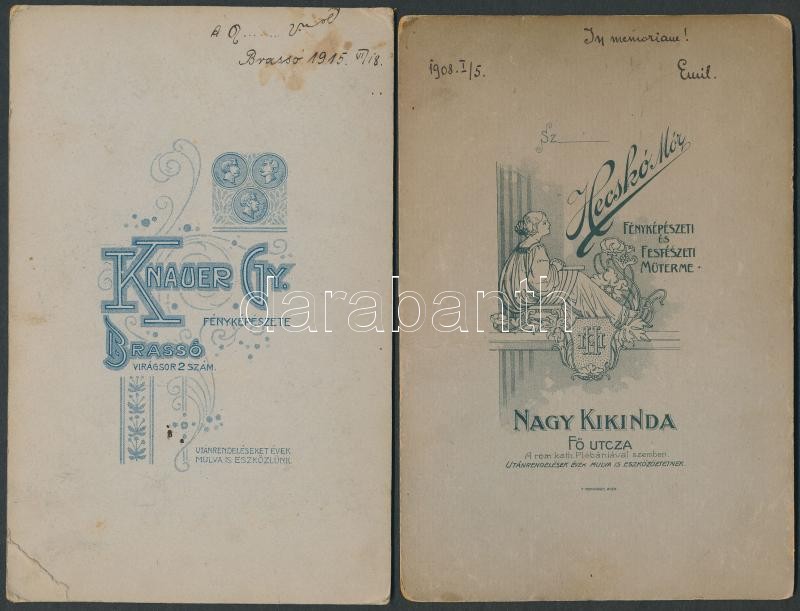 A
Brassó 1915. VI/18.
KNAUER GY.
FÉNYKÉPÉSZETE
BRASSÓ
VIRÁGSOR 2 SZÁM.
UTÁNRENDELÉSEKET ÉVEK
MULVA IS ESZKÖZLÜNK.
In memoriam!
1908. I/5.
Emil.
Sz
Hecskó Mór
FÉNYKÉPÉSZETI
ÉS
FESTÉSZETI
MŰTERME.
NAGY KIKINDA
FŐ UTCZA
A róm. kath. Plébániával szemben.
UTÁNRENDELÉSEK ÉVEK MULVA IS ESZKÖZÖLTETNEK.
darabanth